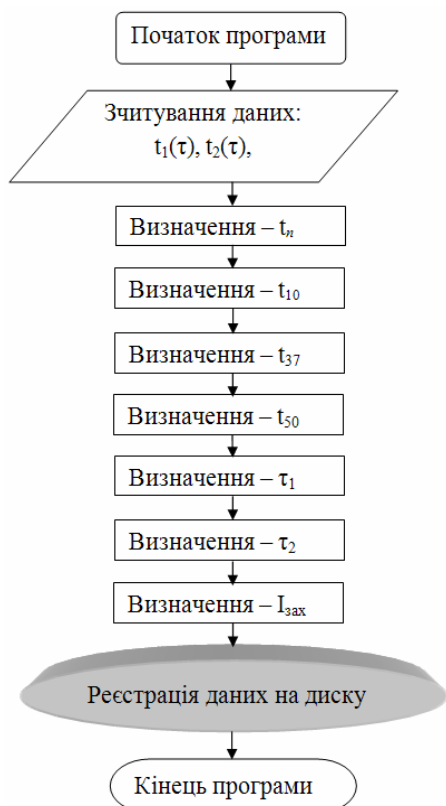 Початок програми
Зчитування даних:
t₁(τ), t₂(τ),
Визначення – tₙ
Визначення – t₁₀
Визначення – t₃₇
Визначення – t₅₀
Визначення – τ₁
Визначення – τ₂
Визначення – Iзах
Реєстрація даних на диску
Кінець програми